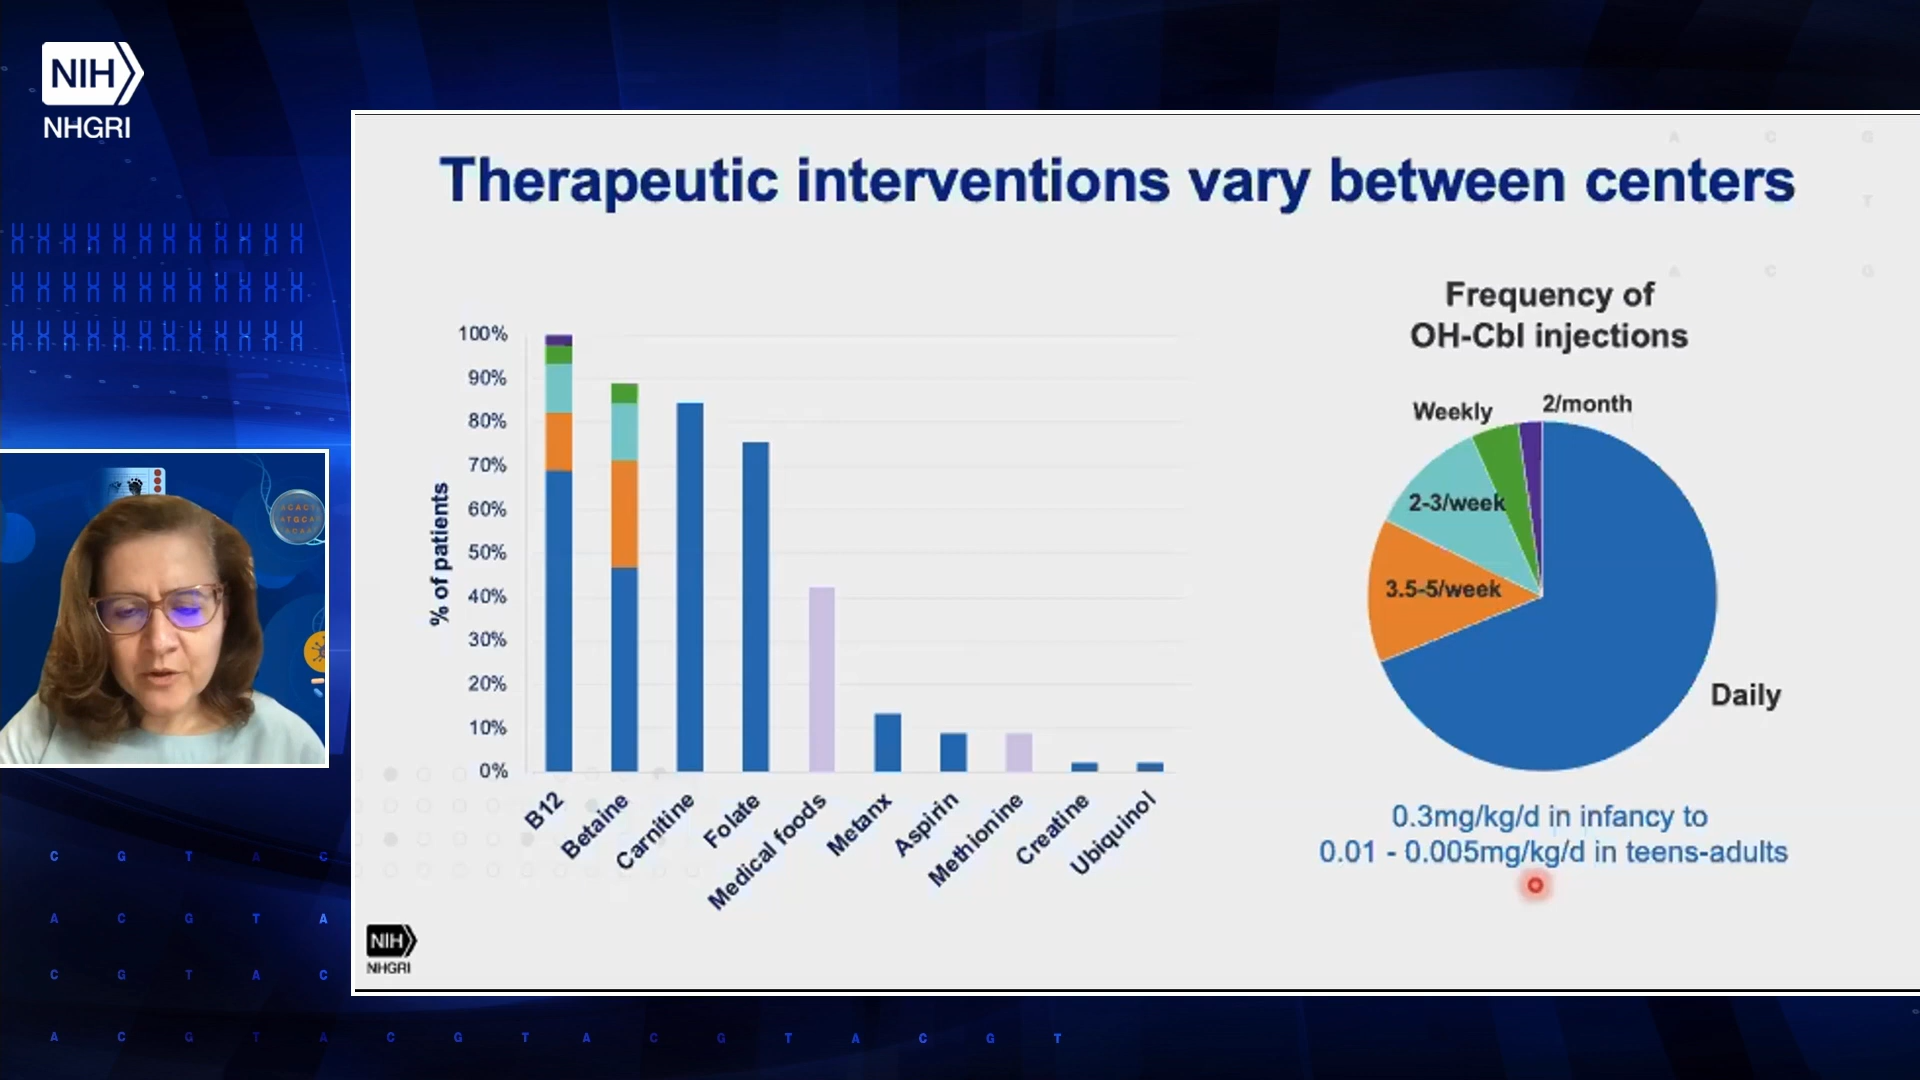 NIH
NHGRI
Therapeutic interventions vary between centers
A C G
T
A C G
100%
90%
80%
70%
60%
50%
40%
30%
20%
10%
0%
% of patients
B12
Betaine
Carnitine
Folate
Medical foods
Metanx
Aspirin
Methionine
Creatine
Ubiquinol
Frequency of
OH-Cbl injections
Weekly
2/month
2-3/week
3.5-5/week
Daily
0.3mg/kg/d in infancy to
0.01 - 0.005mg/kg/d in teens-adults
NIH
NHGRI
C G T A C
A C G T A
C G T A C
A C G T A C G T A C G T A C G T